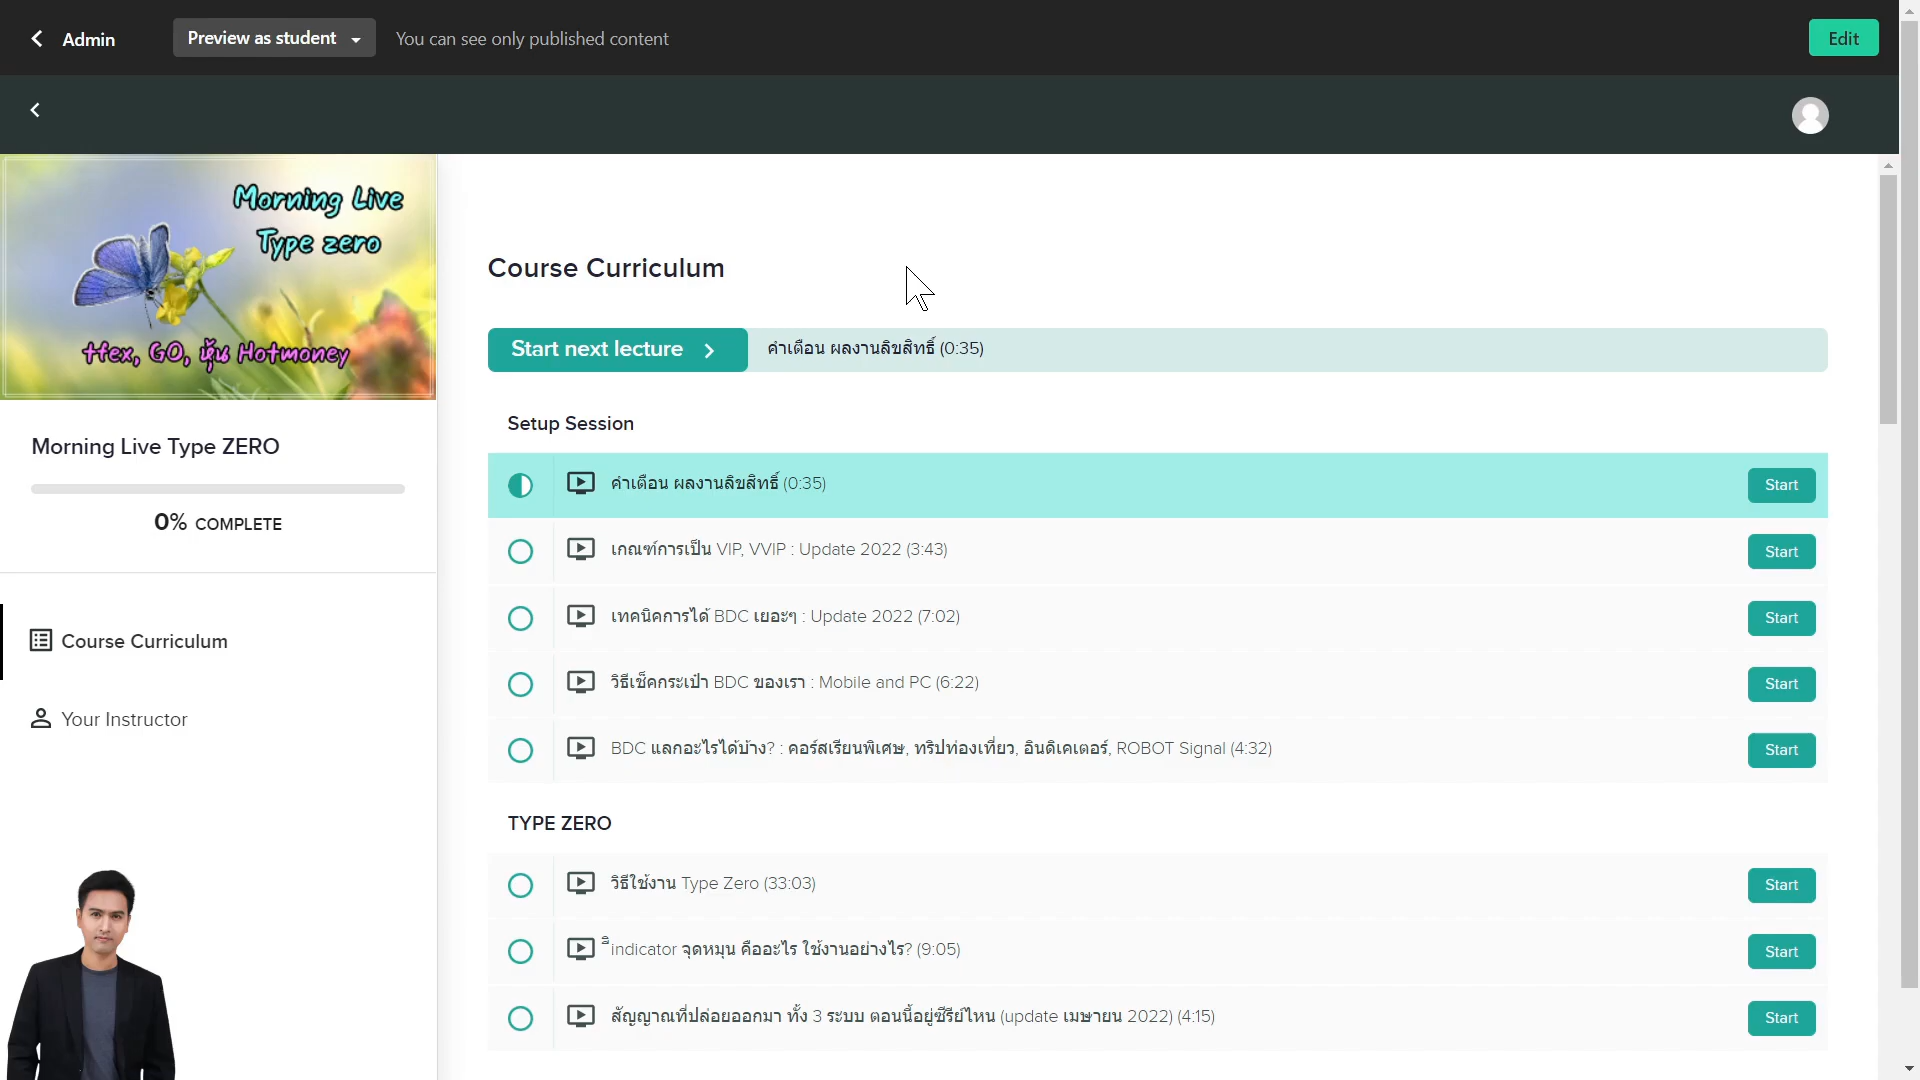 Admin
Preview as student
You can see only published content
Edit
Morning Live
Type zero
tfex, GO, หุ้น Hotmoney
Morning Live Type ZERO
0% COMPLETE
Course Curriculum
Your Instructor
Course Curriculum
Start next lecture
คำเตือน ผลงานลิขสิทธิ์ (0:35)
Setup Session
คำเตือน ผลงานลิขสิทธิ์ (0:35)
Start
เกณฑ์การเป็น VIP, VVIP : Update 2022 (3:43)
Start
เทคนิคการได้ BDC เยอะๆ : Update 2022 (7:02)
Start
วิธีเช็คกระเป๋า BDC ของเรา : Mobile and PC (6:22)
Start
BDC แลกอะไรได้บ้าง? : คอร์สเรียนพิเศษ, ทริปท่องเที่ยว, อินดิเคเตอร์, ROBOT Signal (4:32)
Start
TYPE ZERO
วิธีใช้งาน Type Zero (33:03)
Start
indicator จุดหมุน คืออะไร ใช้งานอย่างไร? (9:05)
Start
สัญญาณที่ปล่อยออกมา ทั้ง 3 ระบบ ตอนนี้อยู่ซีรีย์ไหน (update เมษายน 2022) (4:15)
Start